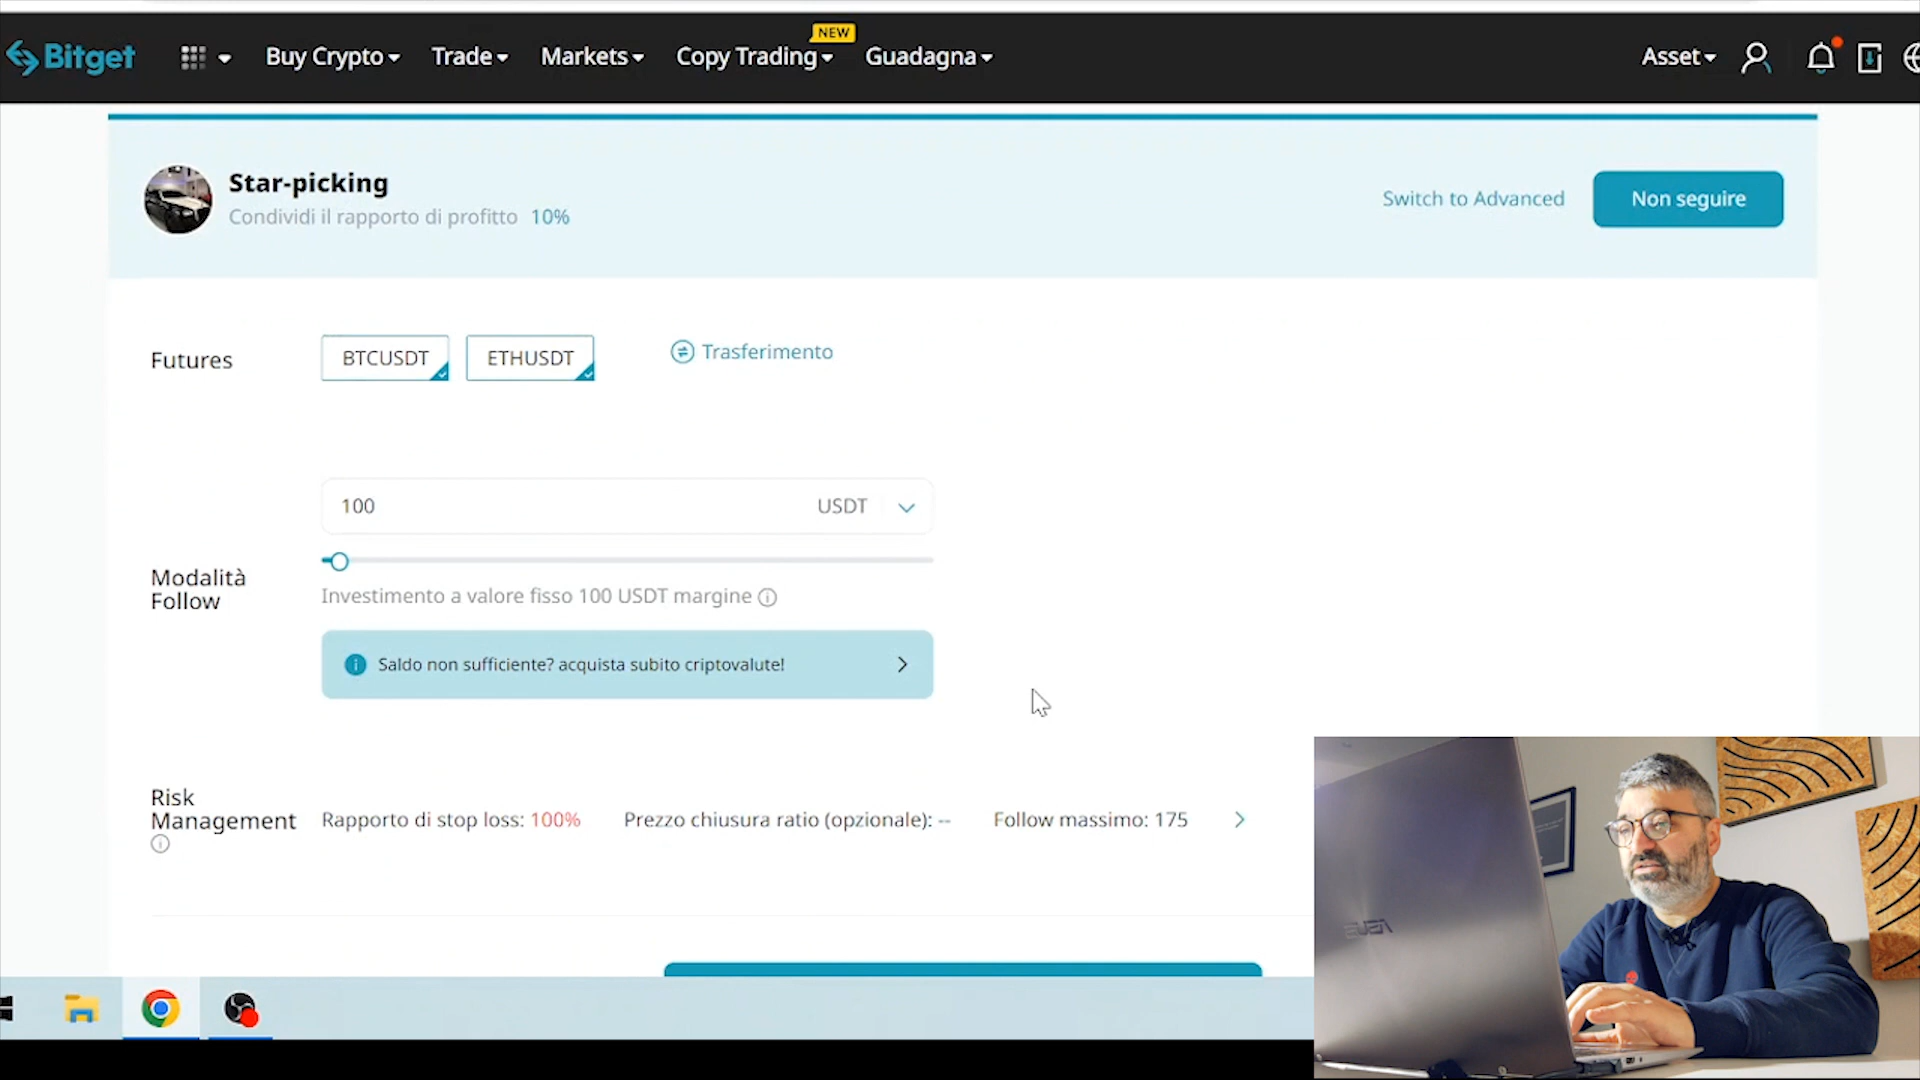 Bitget
Buy Crypto
Trade
Markets
Copy Trading
NEW
Guadagna
Asset
Star-picking
Condividi il rapporto di profitto 10%
Switch to Advanced
Non seguire
Futures
BTCUSDT
ETHUSDT
Trasferimento
100
USDT
Modalità
Follow
Investimento a valore fisso 100 USDT margine
Saldo non sufficiente? acquista subito criptovalute!
Risk
Management
Rapporto di stop loss: 100%
Prezzo chiusura ratio (opzionale): --
Follow massimo: 175
ASUS